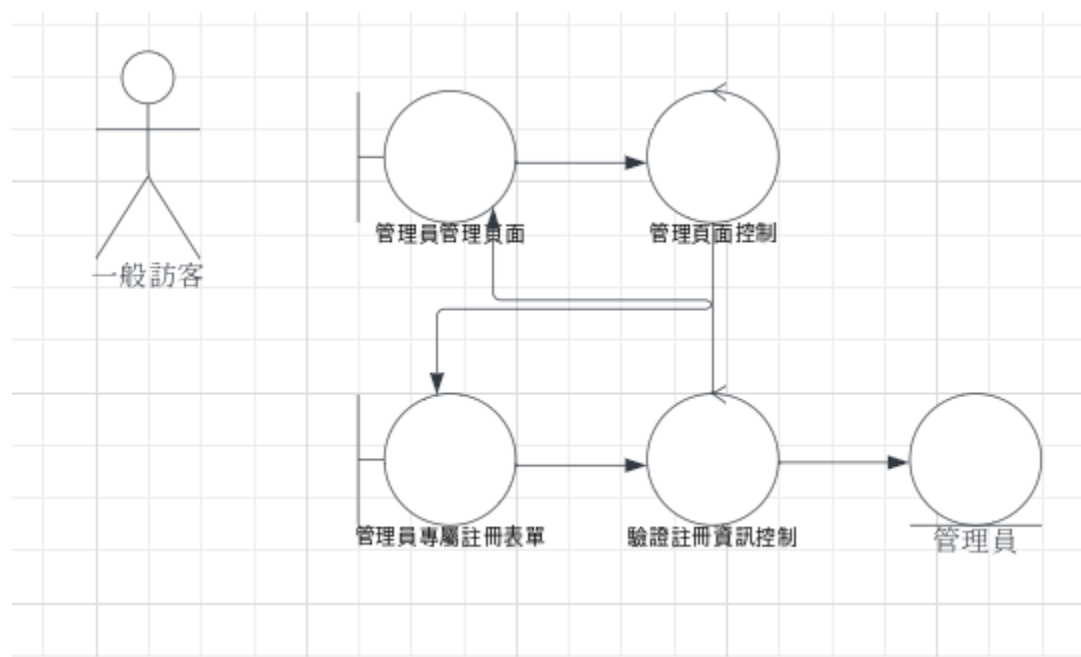 管理員管理頁面
管理頁面控制
一般訪客
管理員專屬註冊表單
驗證註冊資訊控制
管理員